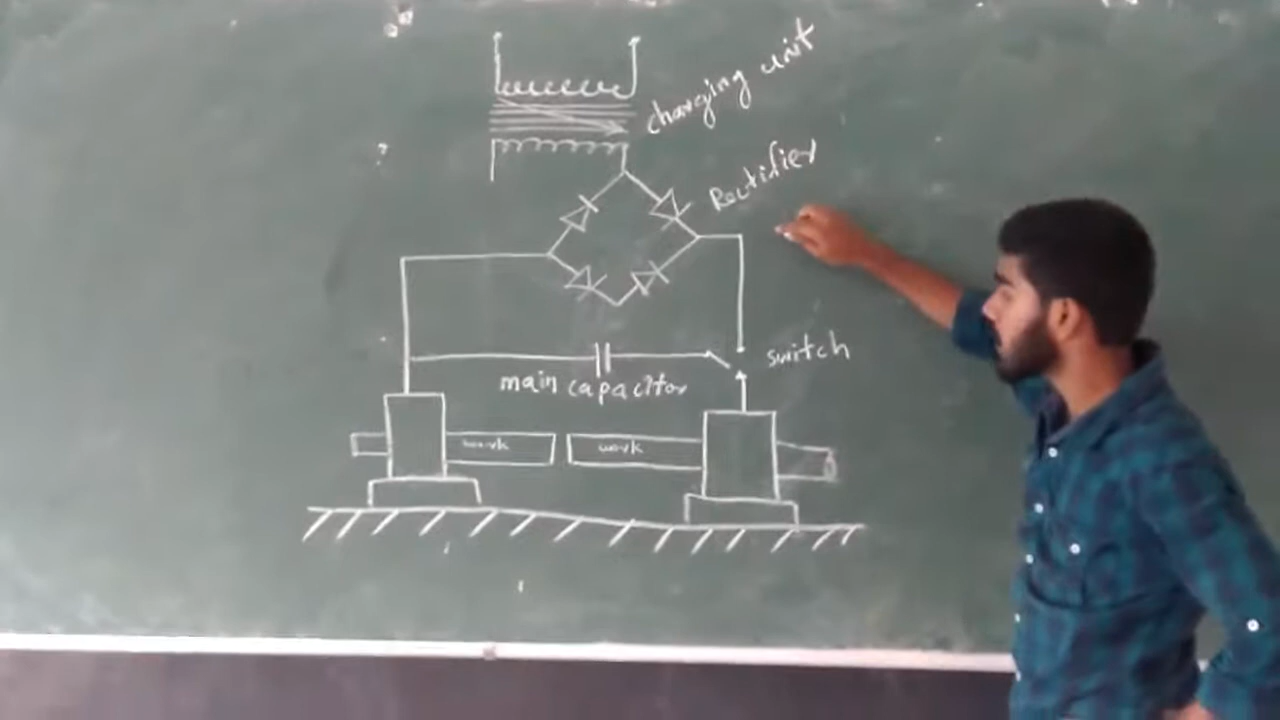 charging unit
Rectifier
switch
main capacitor
work
work